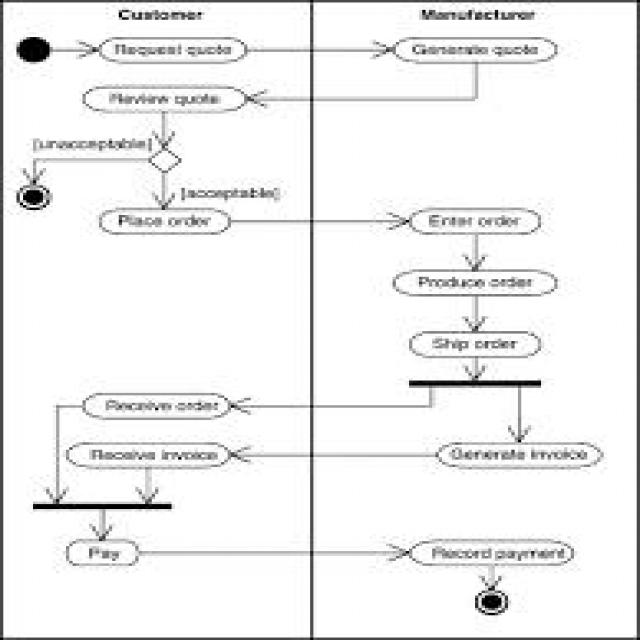 Customer
Manufacturer
Request quote
Generate quote
Review quote
[unacceptable]
[acceptable]
Place order
Enter order
Produce order
Ship order
Receive order
Receive invoice
Generate invoice
Pay
Record payment